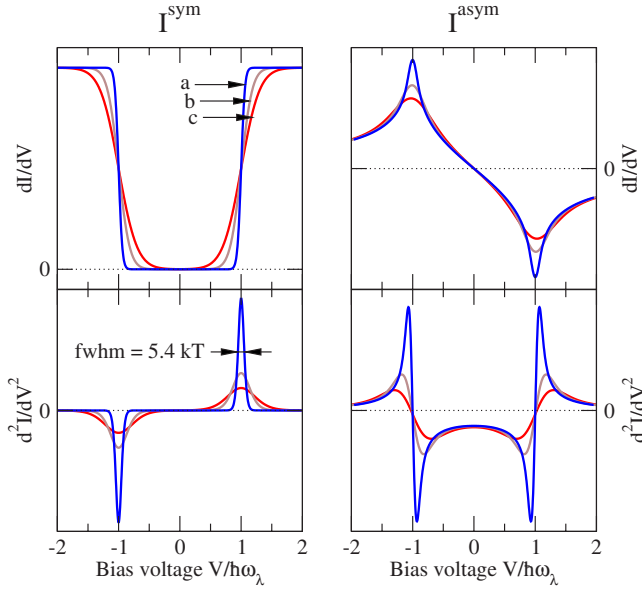 I^sym
I^asym
dI/dV
a
b
c
0
0
dI/dV
d²I/dV²
fwhm = 5.4 kT
0
0
d²I/dV²
-2 -1 0 1 2
-2 -1 0 1 2
Bias voltage V/ħω_λ
Bias voltage V/ħω_λ